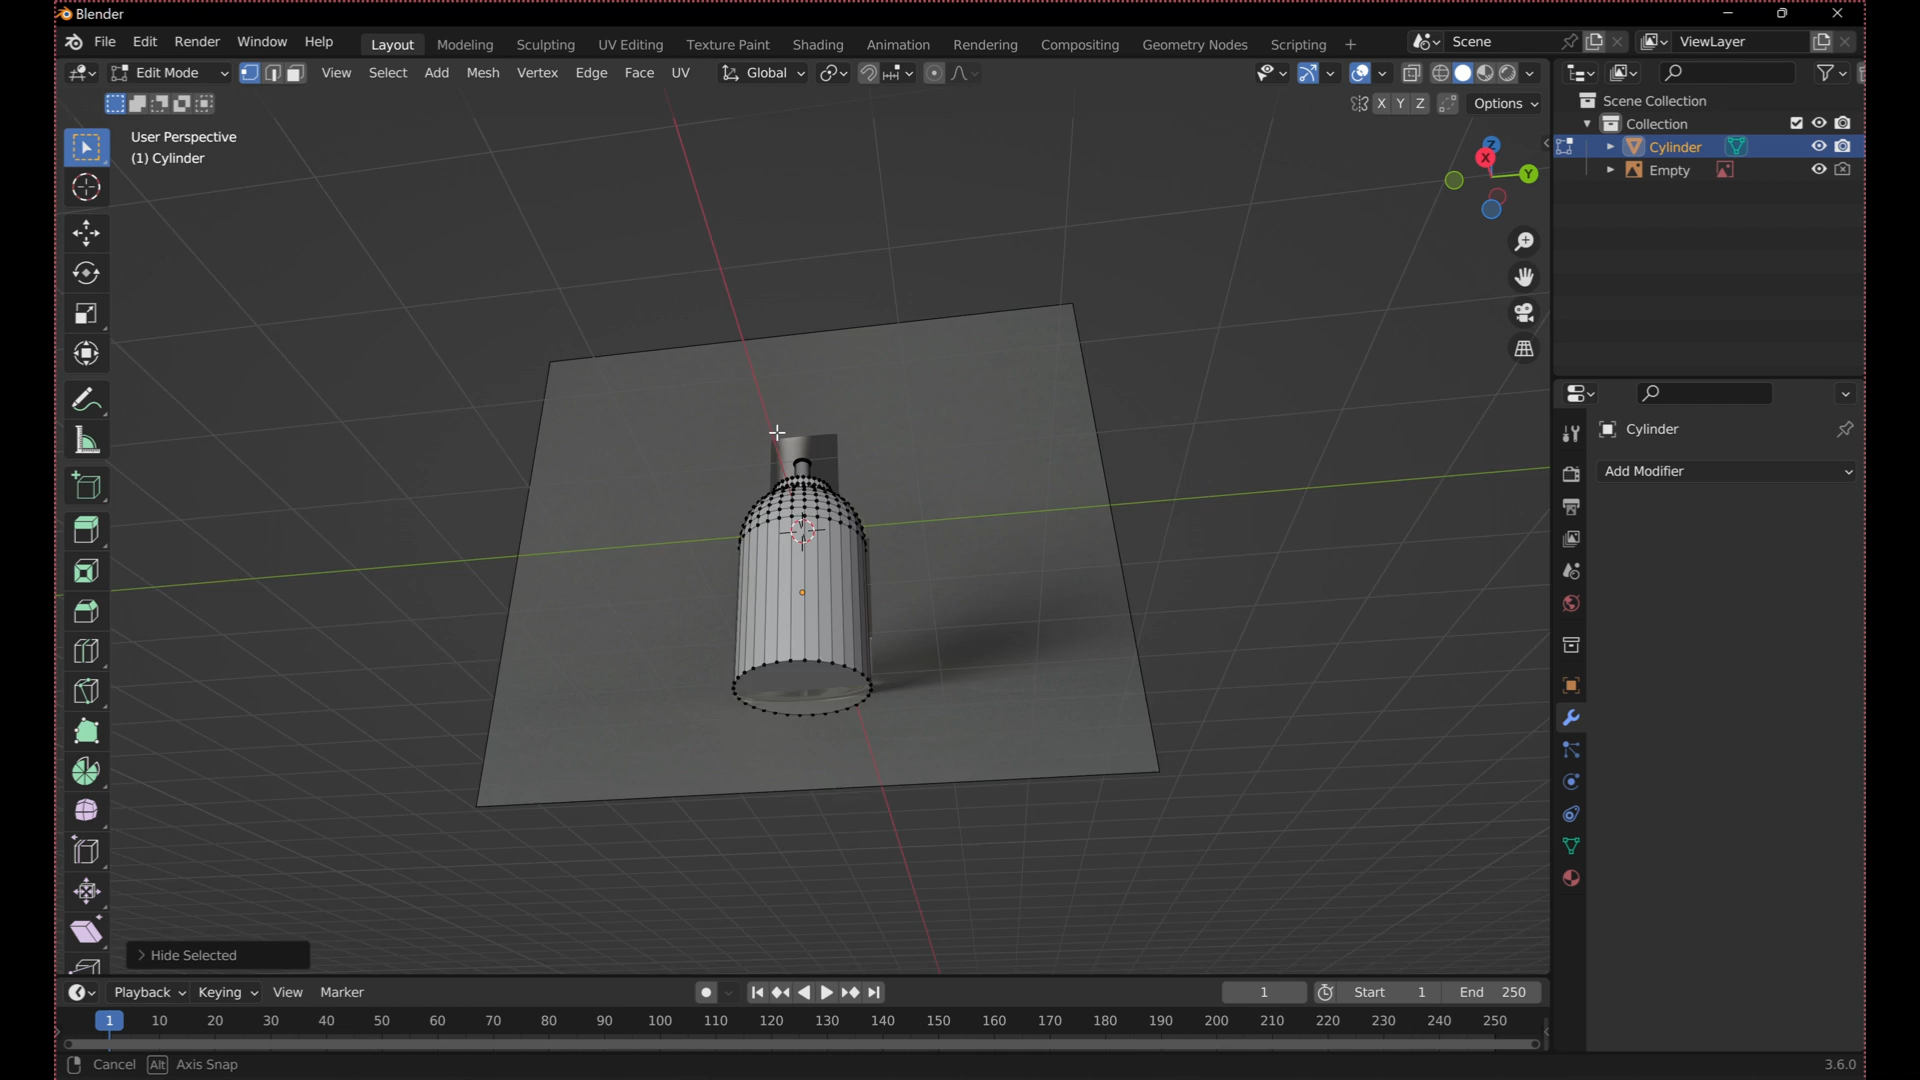 Blender
File Edit Render Window Help Layout Modeling Sculpting UV Editing Texture Paint Shading Animation Rendering Compositing Geometry Nodes Scripting + Scene ViewLayer
Edit Mode View Select Add Mesh Vertex Edge Face UV Global
X Y Z Options
User Perspective
(1) Cylinder
Z
X
Y
Scene Collection
Collection
Cylinder
Empty
Cylinder
Add Modifier
Hide Selected
Playback Keying View Marker 1 Start 1 End 250
1 10 20 30 40 50 60 70 80 90 100 110 120 130 140 150 160 170 180 190 200 210 220 230 240 250
Cancel Alt Axis Snap 3.6.0